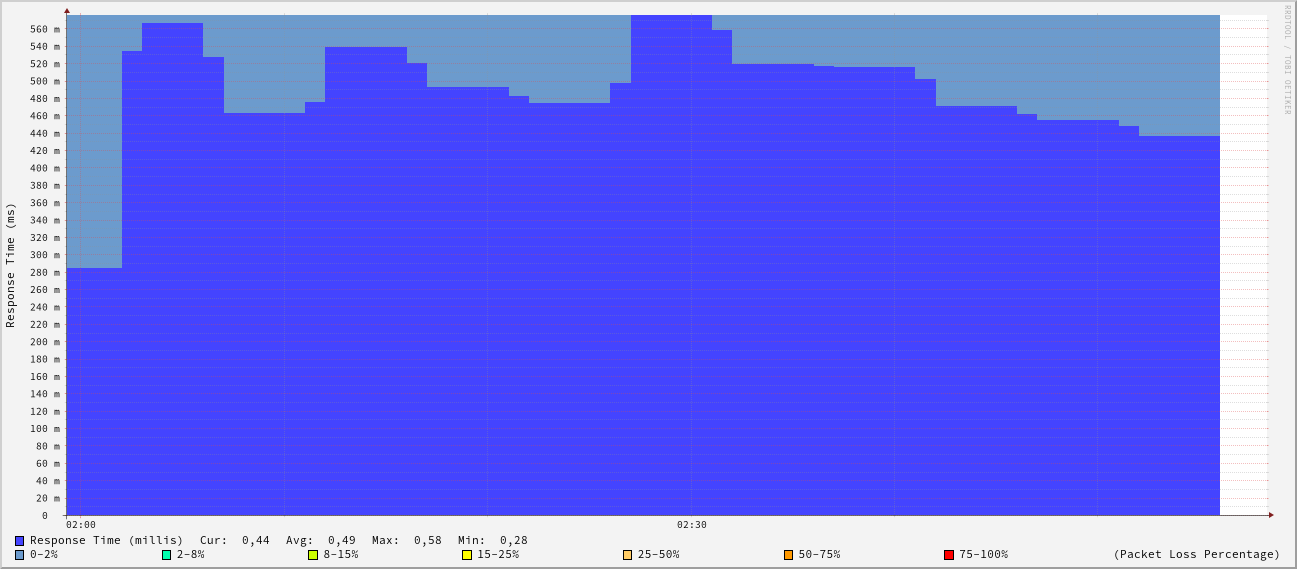 RRDTOOL / TOBI OETIKER
Response Time (ms)
560 m
540 m
520 m
500 m
480 m
460 m
440 m
420 m
400 m
380 m
360 m
340 m
320 m
300 m
280 m
260 m
240 m
220 m
200 m
180 m
160 m
140 m
120 m
100 m
80 m
60 m
40 m
20 m
0
02:00 02:30
Response Time (millis) Cur: 0,44 Avg: 0,49 Max: 0,58 Min: 0,28
0-2% 2-8% 8-15% 15-25% 25-50% 50-75% 75-100% (Packet Loss Percentage)